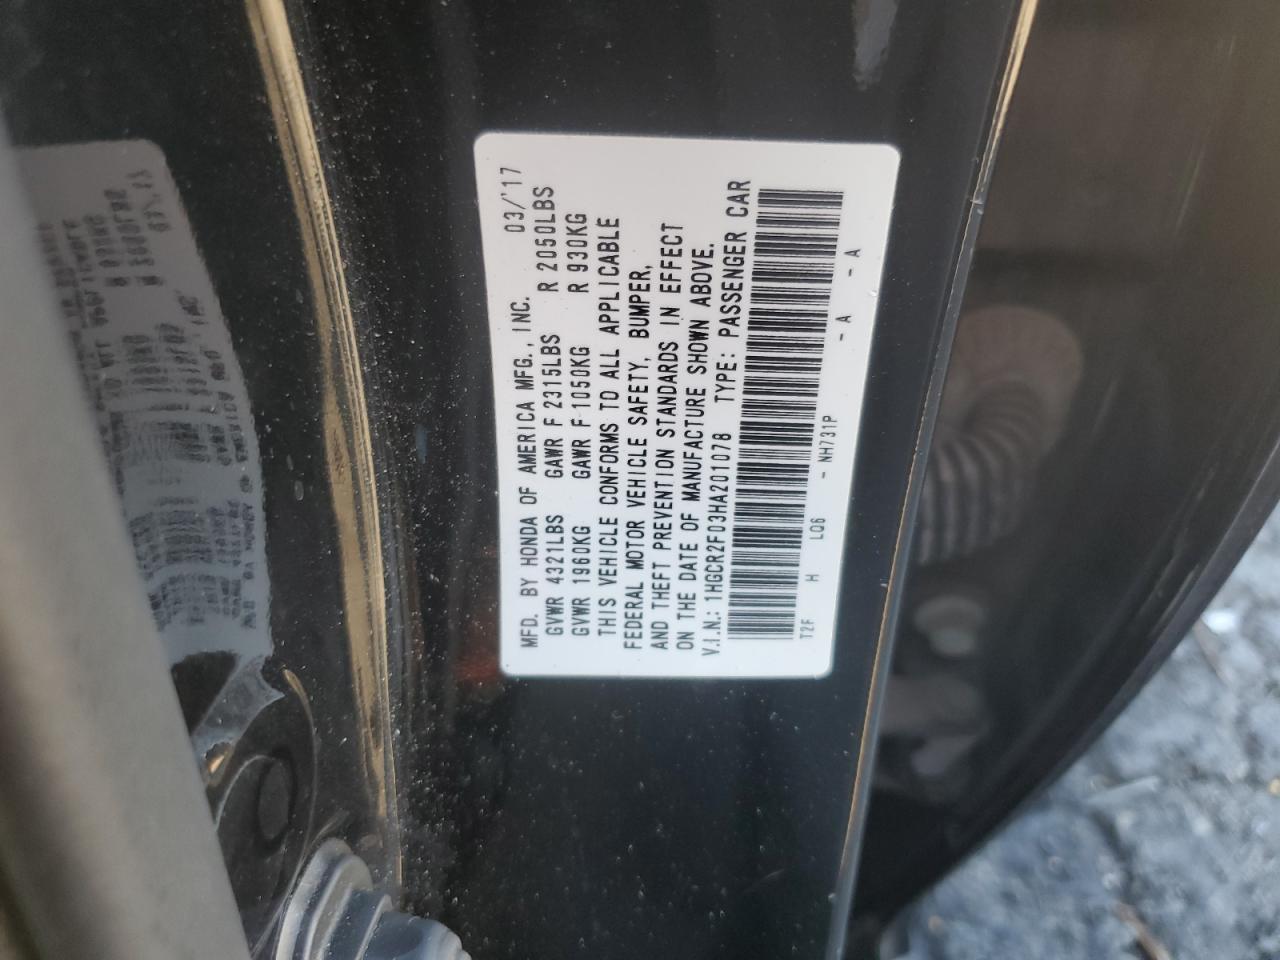 MFD. BY HONDA OF AMERICA MFG., INC. 03/'17
GVWR 4321LBS GAWR F 2315LBS R 2050LBS
GVWR 1960KG GAWR F 1050KG R 930KG
THIS VEHICLE CONFORMS TO ALL APPLICABLE
FEDERAL MOTOR VEHICLE SAFETY, BUMPER,
AND THEFT PREVENTION STANDARDS IN EFFECT
ON THE DATE OF MANUFACTURE SHOWN ABOVE.
V.I.N.: 1HGCR2F03HA201078 TYPE: PASSENGER CAR
T2F H LQ6 - NH731P - A - A